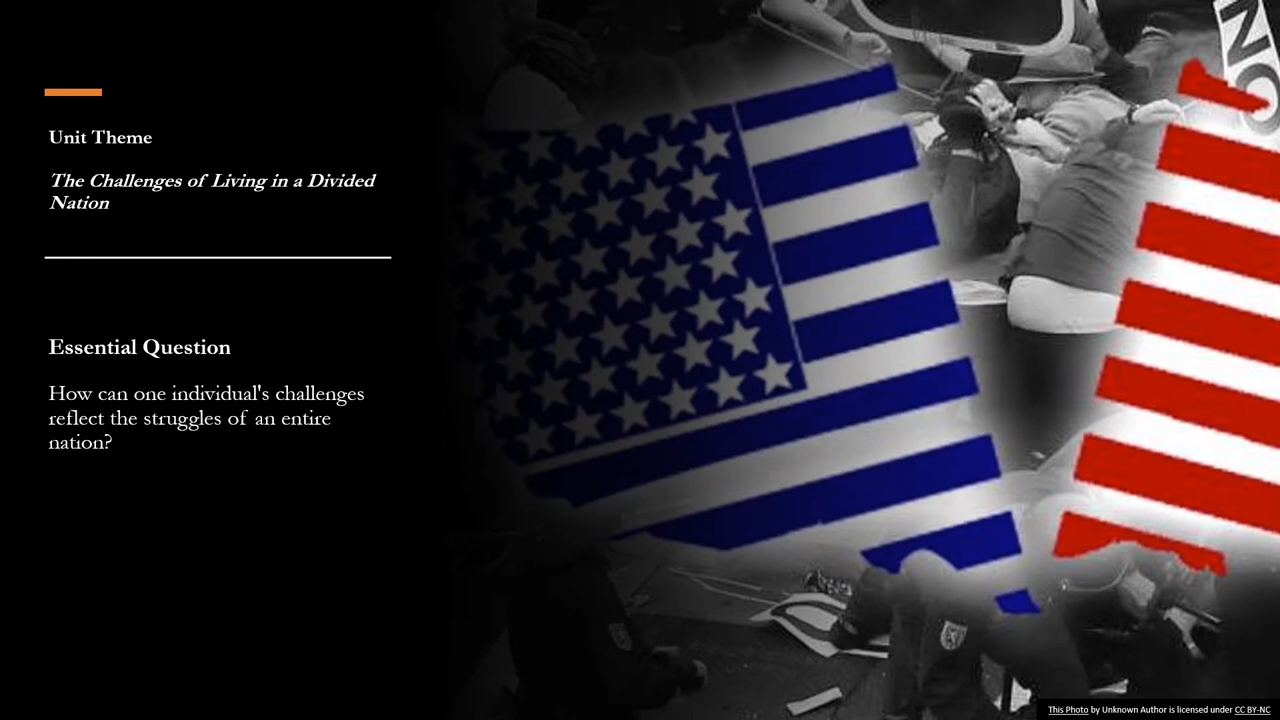 Unit Theme
The Challenges of Living in a Divided
Nation
Essential Question
How can one individual's challenges
reflect the struggles of an entire
nation?
NO
This Photo by Unknown Author is licensed under CC BY-NC